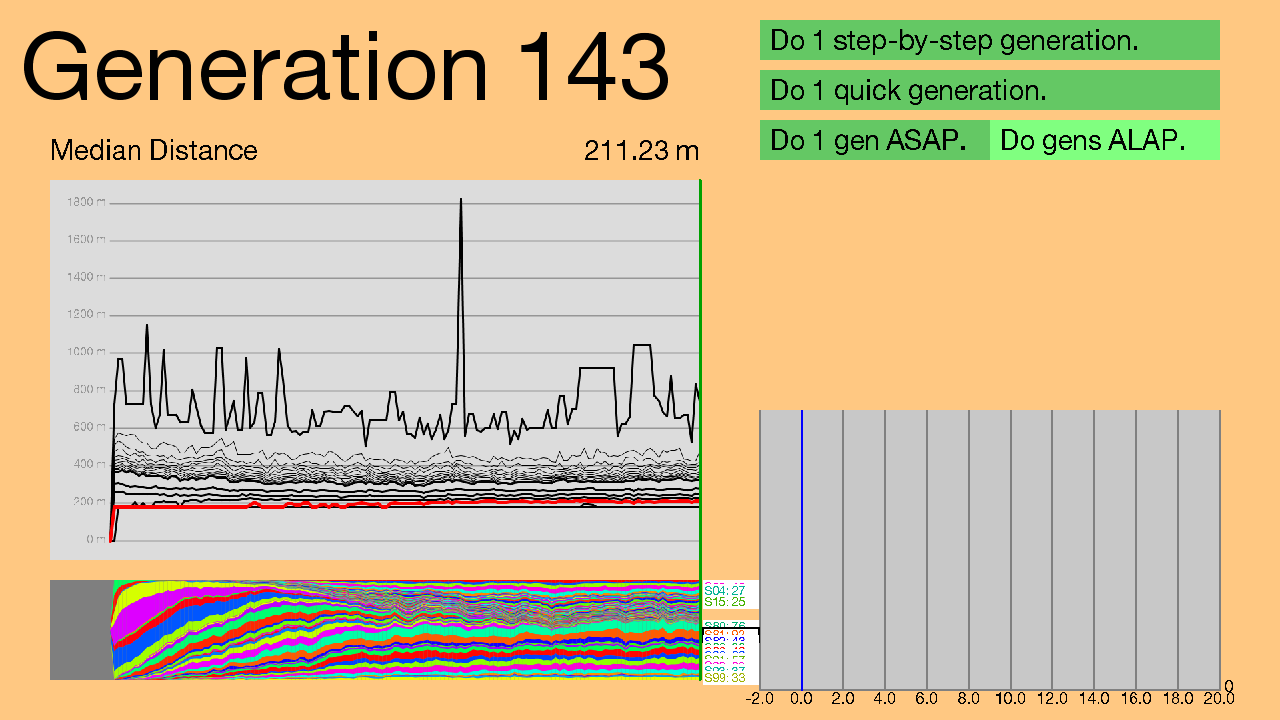 Generation 143
Do 1 step-by-step generation.
Do 1 quick generation.
Do 1 gen ASAP. Do gens ALAP.
Median Distance 211.23 m
1800 m
1600 m
1400 m
1200 m
1000 m
800 m
600 m
400 m
200 m
0 m
S04: 27
S15: 25
S99: 33
0
-2.0 0.0 2.0 4.0 6.0 8.0 10.0 12.0 14.0 16.0 18.0 20.0